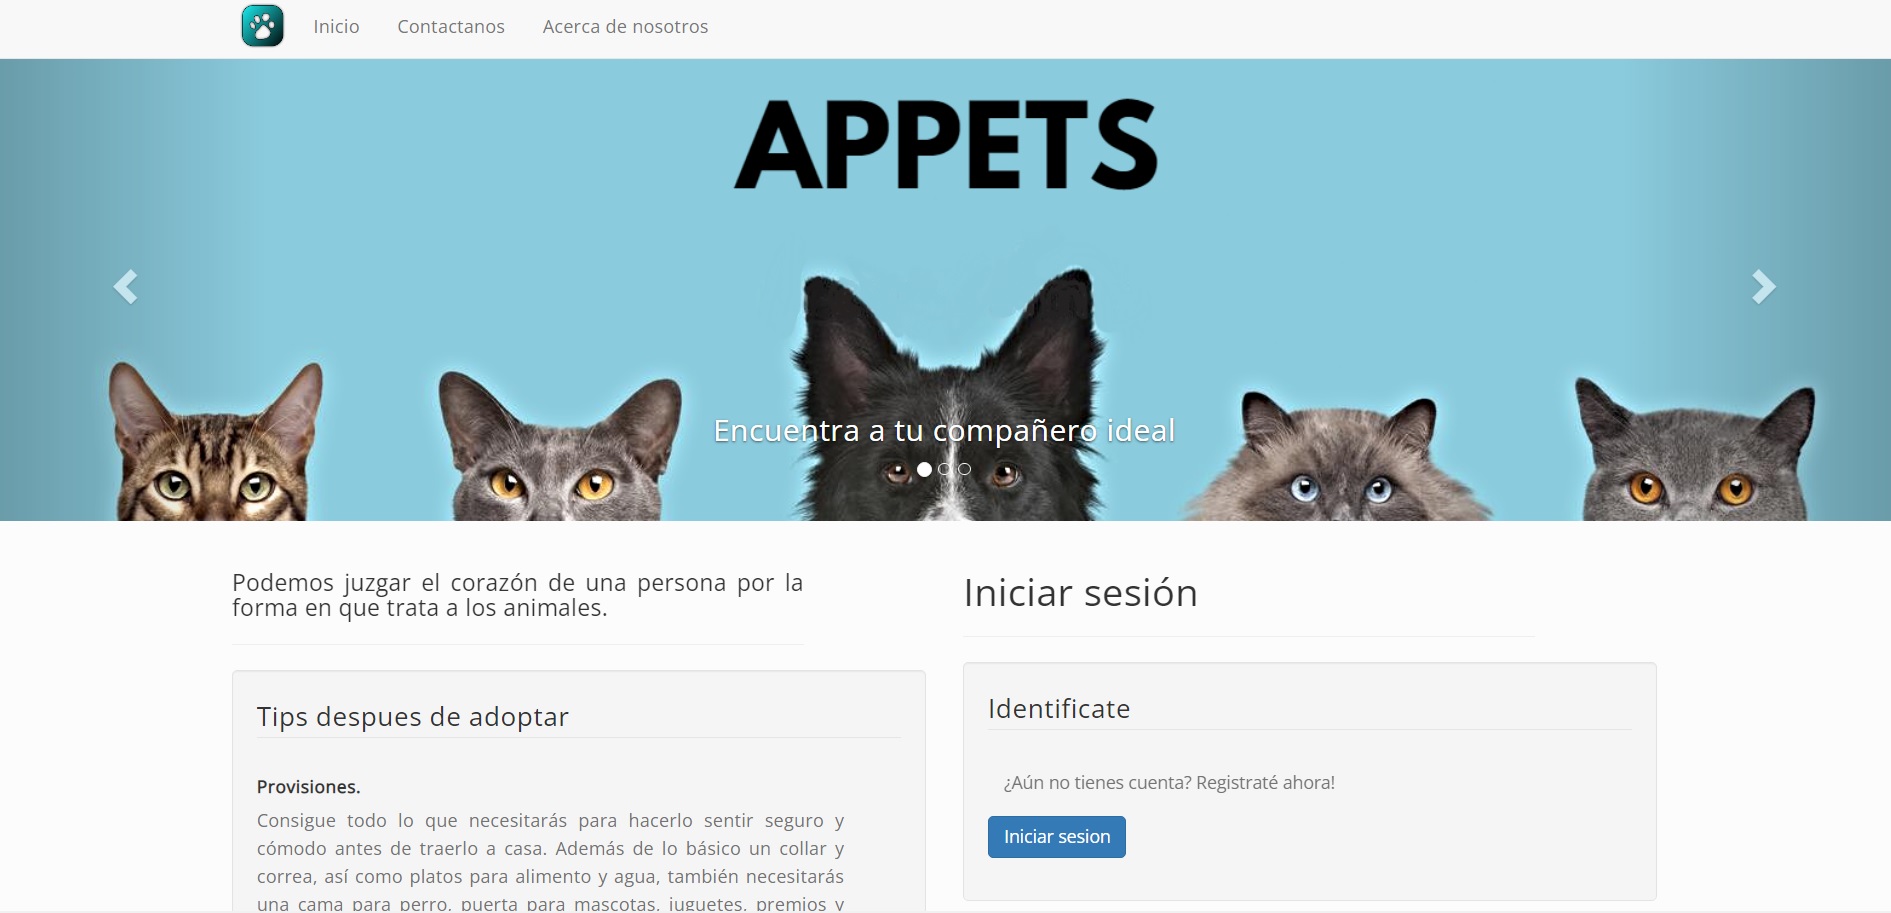 Inicio Contactanos Acerca de nosotros
APPETS
Encuentra a tu compañero ideal
Podemos juzgar el corazón de una persona por la
forma en que trata a los animales.
Tips despues de adoptar
Provisiones.
Consigue todo lo que necesitarás para hacerlo sentir seguro y
cómodo antes de traerlo a casa. Además de lo básico un collar y
correa, así como platos para alimento y agua, también necesitarás
una cama para perro, puerta para mascotas, juguetes, premios y
Iniciar sesión
Identificate
¿Aún no tienes cuenta? Registraté ahora!
Iniciar sesion